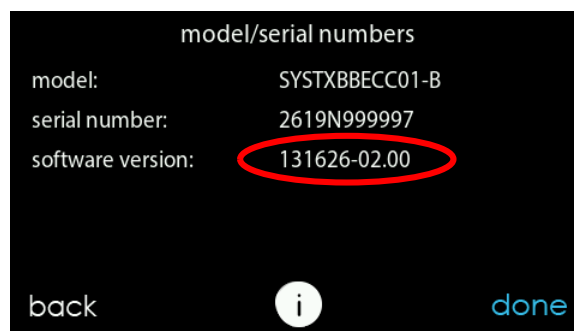 model/serial numbers
model: SYSTXBBECC01-B
serial number: 2619N999997
software version: 131626-02.00
back i done